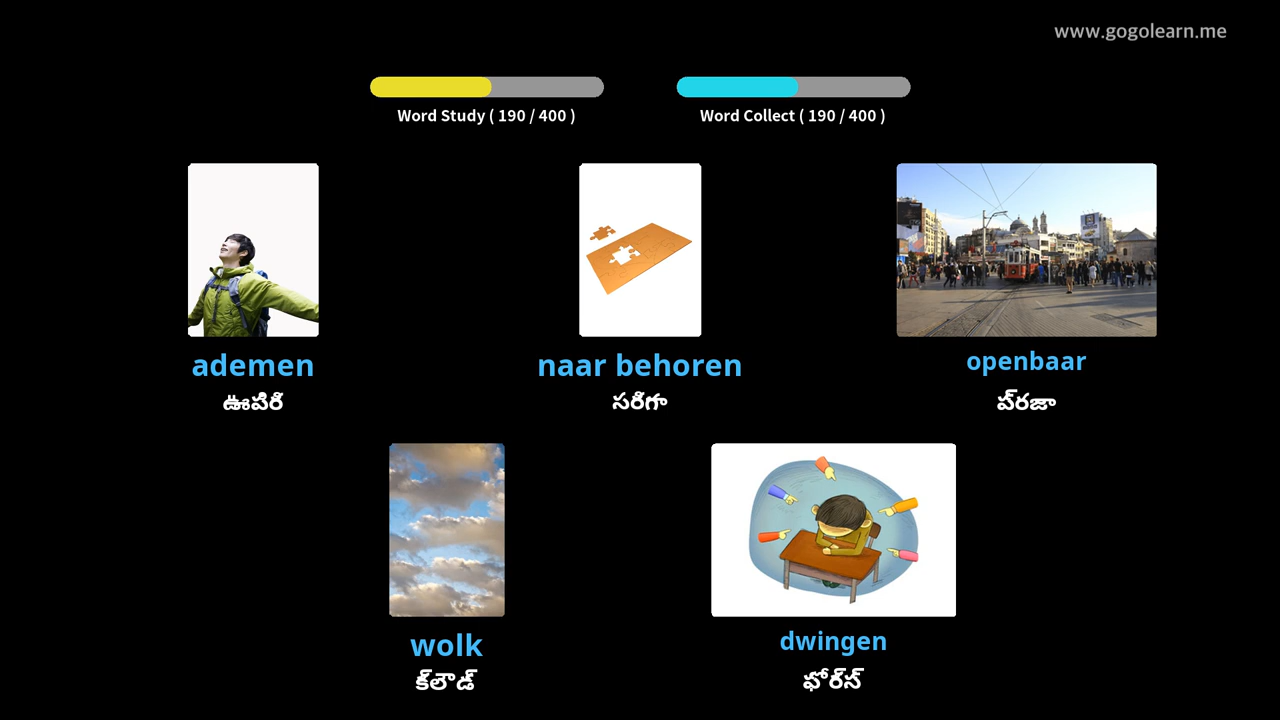 www.gogolearn.me
Word Study ( 190 / 400 )
Word Collect ( 190 / 400 )
ademen
naar behoren
openbaar
ఊపిరి
సరిగా
ప్రజా
wolk
dwingen
క్లౌడ్
ఫోర్స్